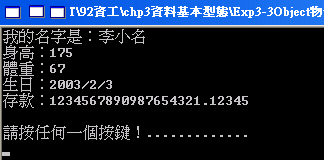 I\92資工\chp3資料基本型態\Exp3-3Object物
我的名字是：李小名
身高：175
體重：67
生日：2003/2/3
存款：1234567890987654321.12345
請按任何一個按鍵！.............